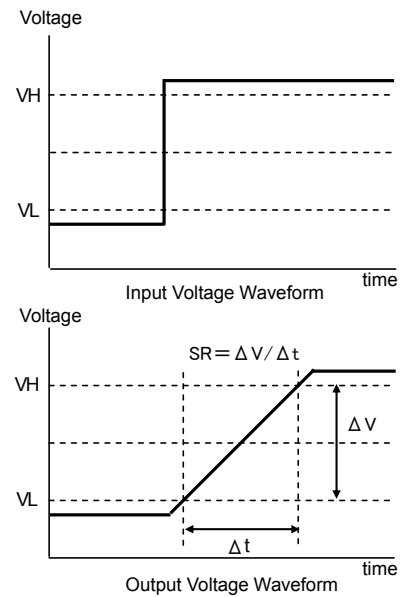 Voltage
VH
VL
time
Input Voltage Waveform
Voltage
SR＝ΔV/Δt
VH
ΔV
VL
Δt
time
Output Voltage Waveform